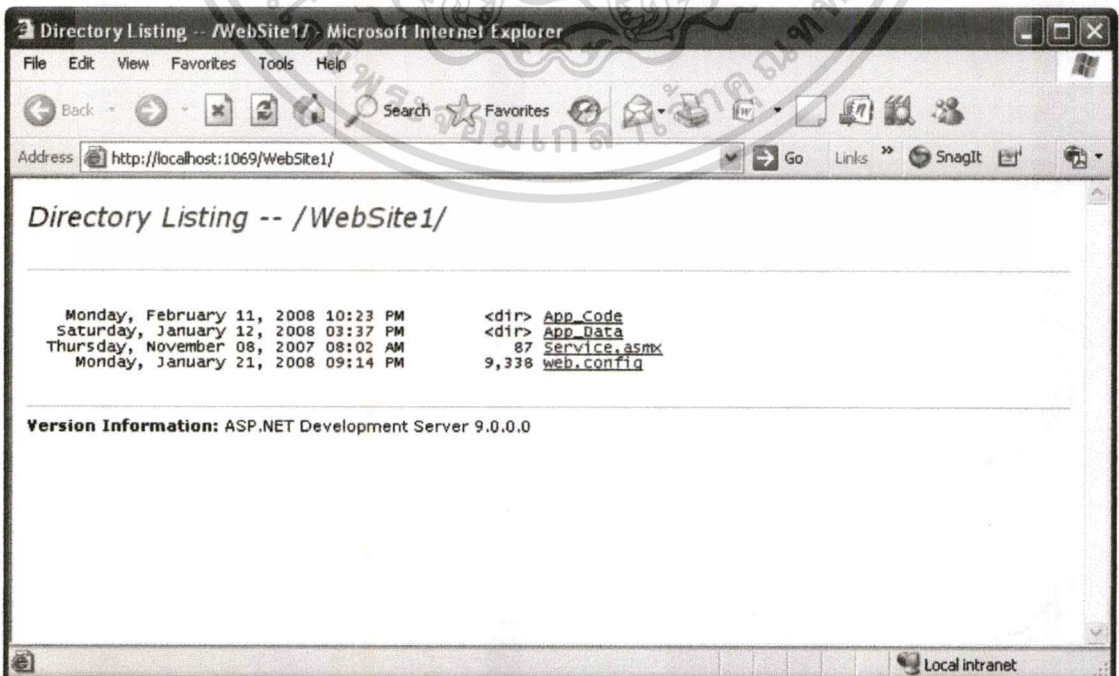 Directory Listing -- /WebSite1/ - Microsoft Internet Explorer
File Edit View Favorites Tools Help
Back Search Favorites
Address http://localhost:1069/WebSite1/ Go Links » SnagIt
Directory Listing -- /WebSite1/
Monday, February 11, 2008 10:23 PM <dir> App_Code
Saturday, January 12, 2008 03:37 PM <dir> App_Data
Thursday, November 08, 2007 08:02 AM 87 Service.asmx
Monday, January 21, 2008 09:14 PM 9,338 web.config
Version Information: ASP.NET Development Server 9.0.0.0
Local intranet